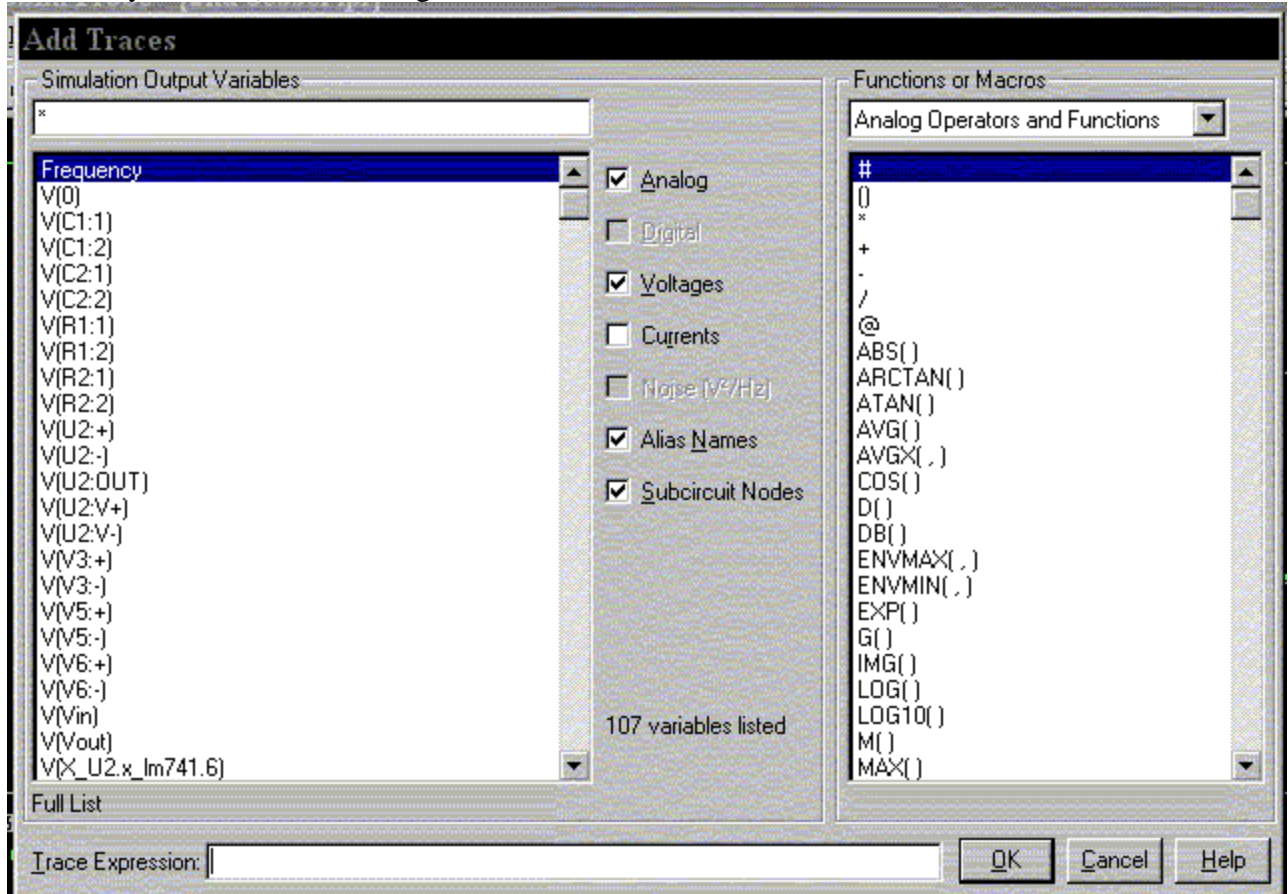 Add Traces
Simulation Output Variables
*
Frequency
V(0)
V(C1:1)
V(C1:2)
V(C2:1)
V(C2:2)
V(R1:1)
V(R1:2)
V(R2:1)
V(R2:2)
V(U2:+)
V(U2:-)
V(U2:OUT)
V(U2:V+)
V(U2:V-)
V(V3:+)
V(V3:-)
V(V5:+)
V(V5:-)
V(V6:+)
V(V6:-)
V(Vin)
V(Vout)
V(X_U2.x_lm741.6)
Full List
Analog
Digital
Voltages
Currents
Noise (V²/Hz)
Alias Names
Subcircuit Nodes
107 variables listed
Functions or Macros
Analog Operators and Functions
#
()
*
+
-
/
@
ABS( )
ARCTAN( )
ATAN( )
AVG( )
AVGX( , )
COS( )
D( )
DB( )
ENVMAX( , )
ENVMIN( , )
EXP( )
G( )
IMG( )
LOG( )
LOG10( )
M( )
MAX( )
Trace Expression:
OK
Cancel
Help